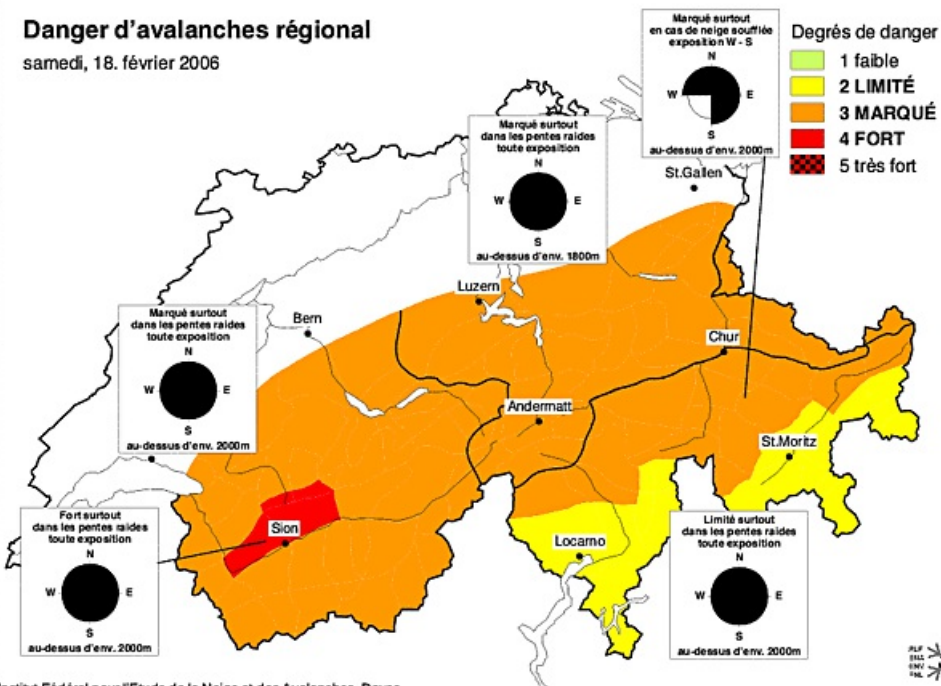 Danger d'avalanches régional
samedi, 18. février 2006
Marqué surtout
en cas de neige soufflée
exposition W - S
N
W
E
S
au-dessus d'env. 2000m
Degrés de danger
1 faible
2 LIMITÉ
3 MARQUÉ
4 FORT
5 très fort
Marqué surtout
dans les pentes raides
toute exposition
N
W
E
S
au-dessus d'env. 1800m
St.Gallen
Luzern
Bern
Marqué surtout
dans les pentes raides
toute exposition
N
W
E
S
au-dessus d'env. 2000m
Chur
Andermatt
St.Moritz
Fort surtout
dans les pentes raides
toute exposition
N
W
E
S
au-dessus d'env. 2000m
Sion
Locarno
Limité surtout
dans les pentes raides
toute exposition
N
W
E
S
au-dessus d'env. 2000m